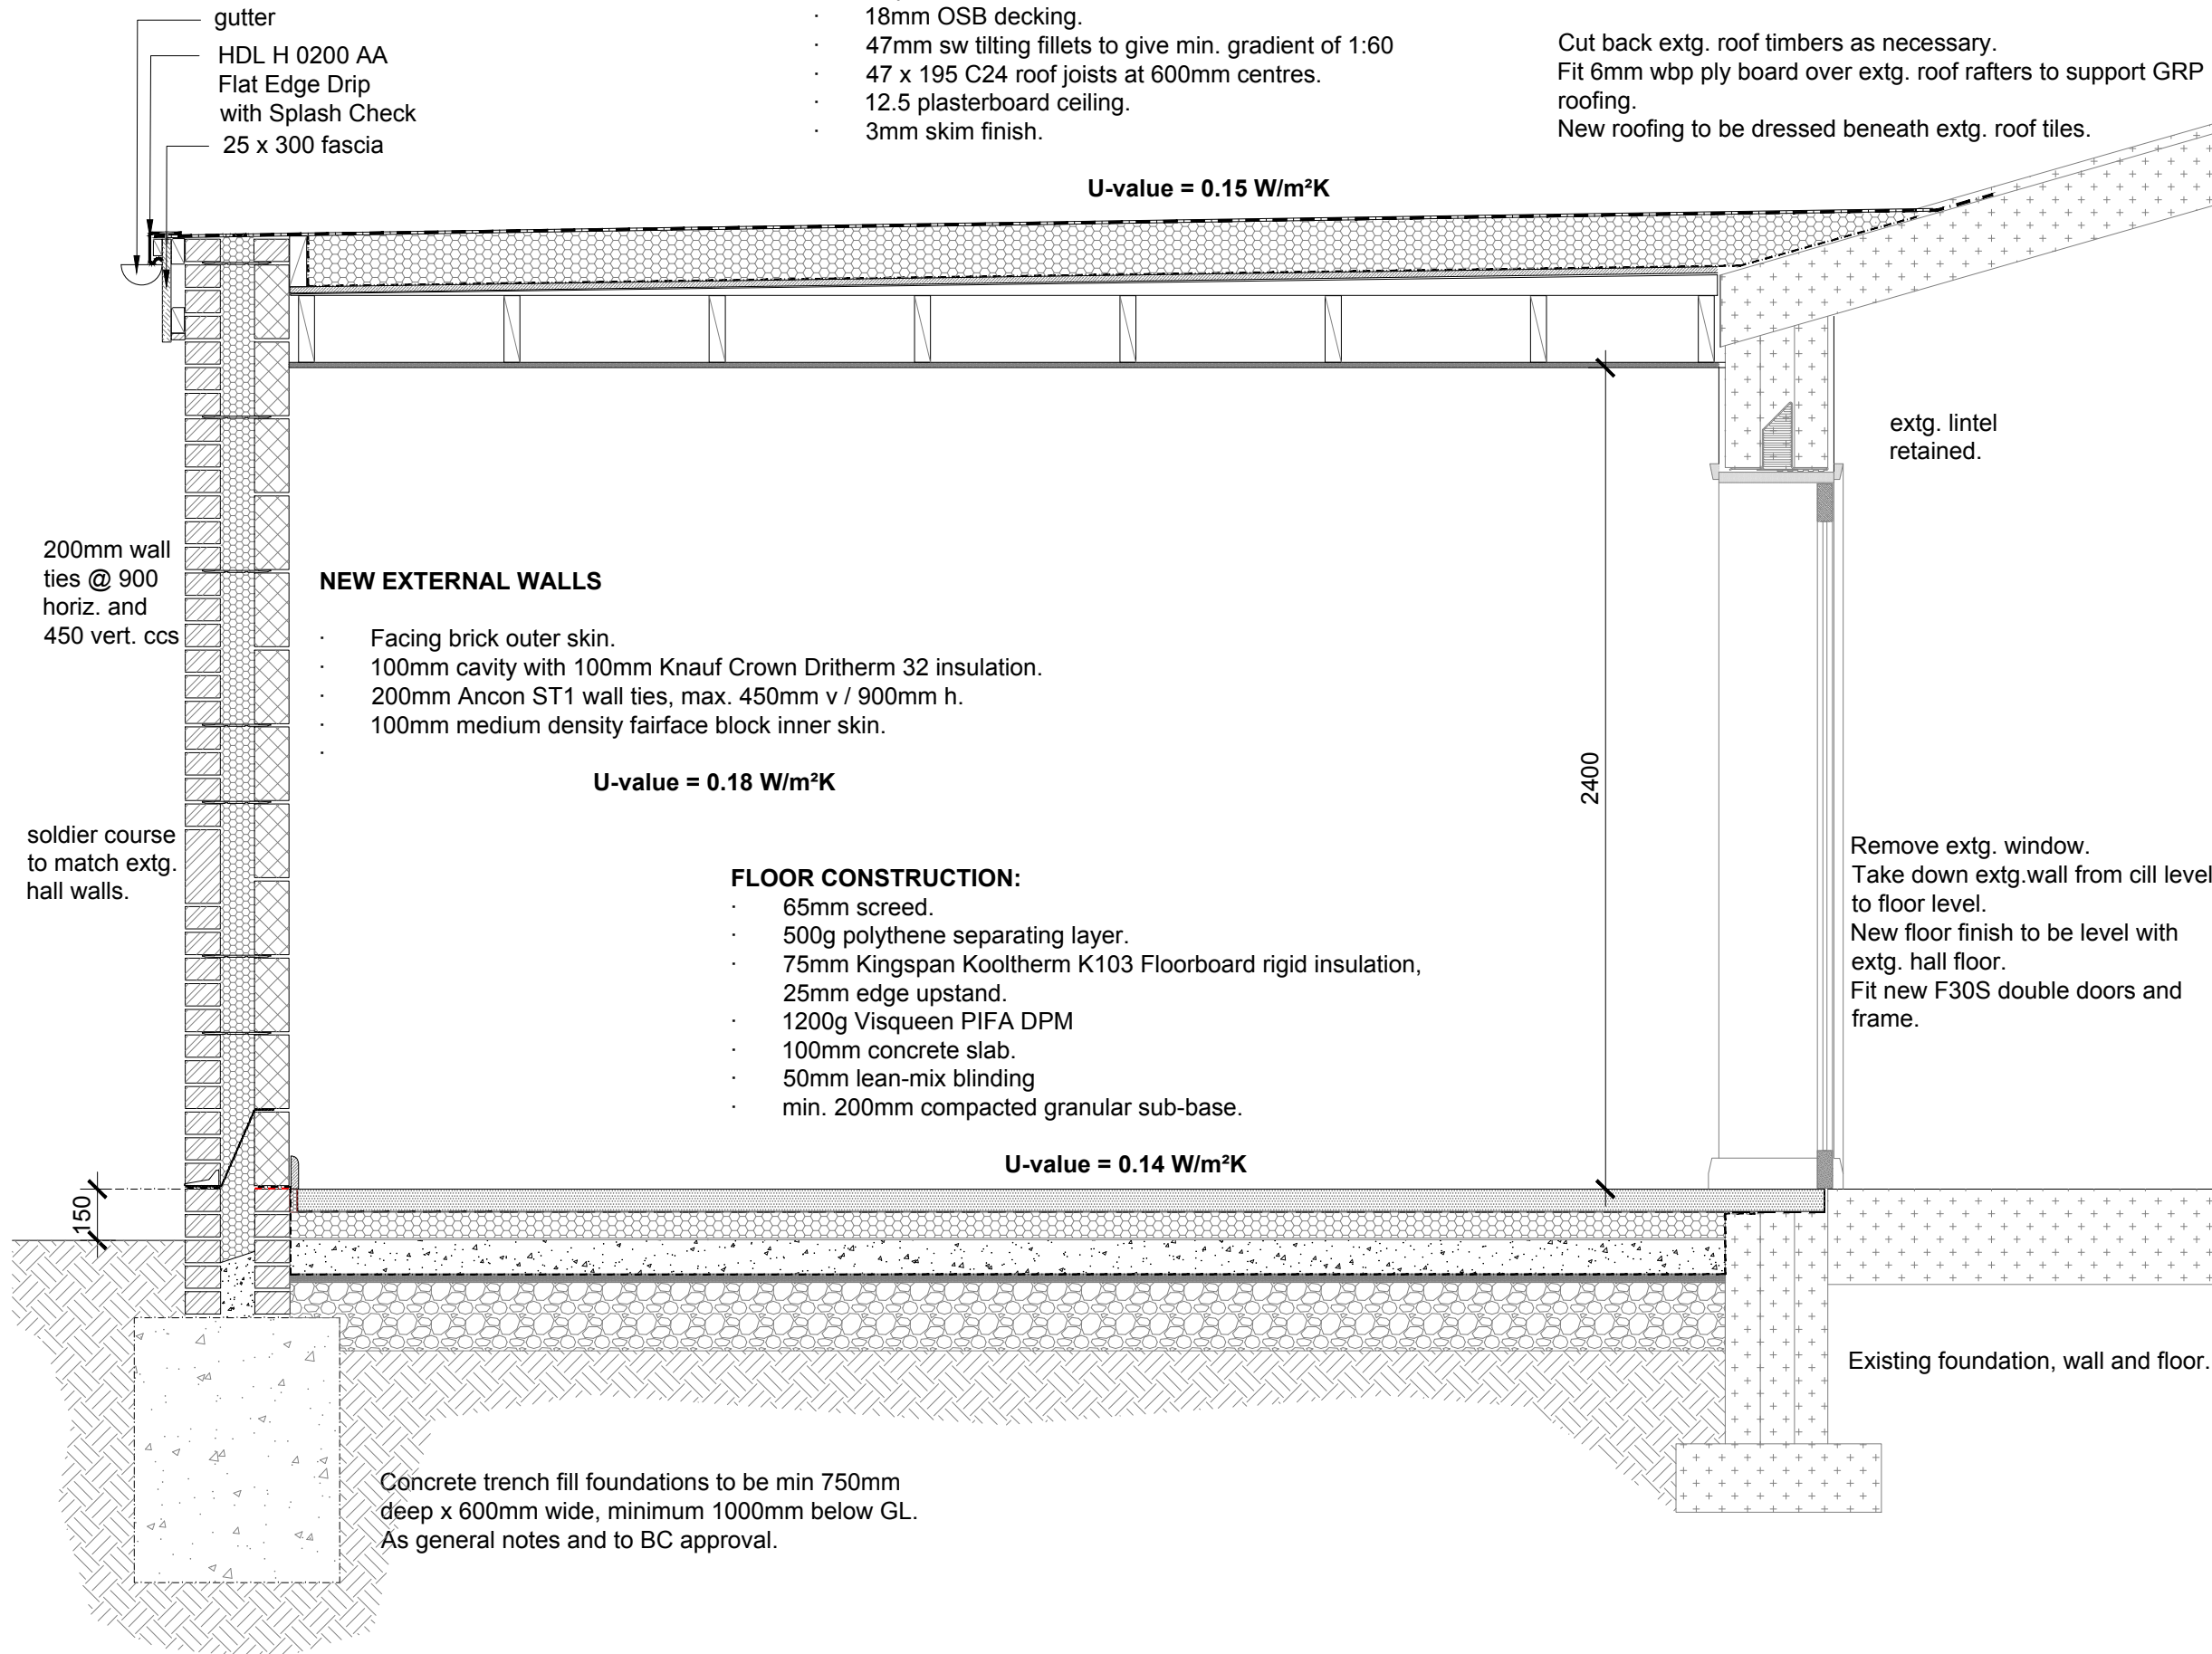 gutter
HDL H 0200 AA
Flat Edge Drip
with Splash Check
25 x 300 fascia
· 18mm OSB decking.
· 47mm sw tilting fillets to give min. gradient of 1:60
· 47 x 195 C24 roof joists at 600mm centres.
· 12.5 plasterboard ceiling.
· 3mm skim finish.
U-value = 0.15 W/m²K
Cut back extg. roof timbers as necessary.
Fit 6mm wbp ply board over extg. roof rafters to support GRP
roofing.
New roofing to be dressed beneath extg. roof tiles.
extg. lintel
retained.
200mm wall
ties @ 900
horiz. and
450 vert. ccs
NEW EXTERNAL WALLS
· Facing brick outer skin.
· 100mm cavity with 100mm Knauf Crown Dritherm 32 insulation.
· 200mm Ancon ST1 wall ties, max. 450mm v / 900mm h.
· 100mm medium density fairface block inner skin.
·
U-value = 0.18 W/m²K
2400
soldier course
to match extg.
hall walls.
FLOOR CONSTRUCTION:
· 65mm screed.
· 500g polythene separating layer.
· 75mm Kingspan Kooltherm K103 Floorboard rigid insulation,
25mm edge upstand.
· 1200g Visqueen PIFA DPM
· 100mm concrete slab.
· 50mm lean-mix blinding
· min. 200mm compacted granular sub-base.
U-value = 0.14 W/m²K
Remove extg. window.
Take down extg.wall from cill level
to floor level.
New floor finish to be level with
extg. hall floor.
Fit new F30S double doors and
frame.
150
Existing foundation, wall and floor.
Concrete trench fill foundations to be min 750mm
deep x 600mm wide, minimum 1000mm below GL.
As general notes and to BC approval.